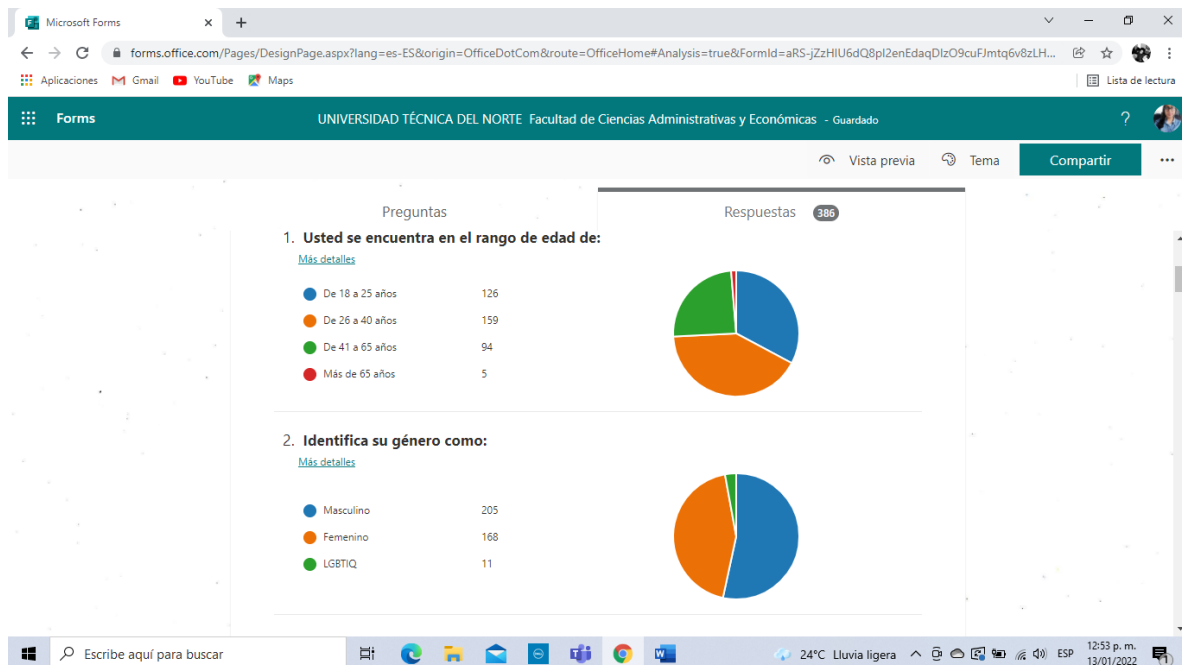 Microsoft Forms
forms.office.com/Pages/DesignPage.aspx?lang=es-ES&origin=OfficeDotCom&route=OfficeHome#Analysis=true&FormId=aRS-jZzHIU6dQ8pI2enEdaqDIzO9cuFJmtq6v8zLH...
Aplicaciones Gmail YouTube Maps Lista de lectura
Forms UNIVERSIDAD TÉCNICA DEL NORTE Facultad de Ciencias Administrativas y Económicas - Guardado ?
Vista previa Tema Compartir ...
Preguntas Respuestas 386
1. Usted se encuentra en el rango de edad de:
Más detalles
De 18 a 25 años 126
De 26 a 40 años 159
De 41 a 65 años 94
Más de 65 años 5
2. Identifica su género como:
Más detalles
Masculino 205
Femenino 168
LGBTIQ 11
Escribe aquí para buscar 24°C Lluvia ligera ESP 12:53 p. m.
13/01/2022